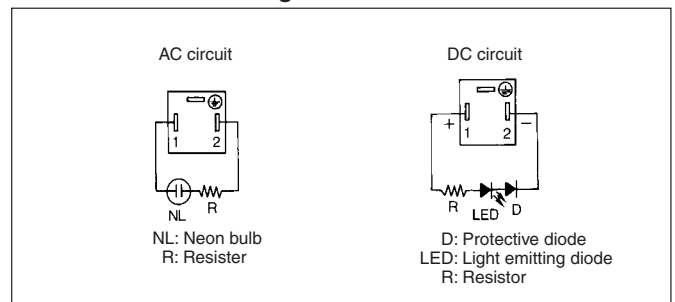 AC circuit
1 2
NL R
NL: Neon bulb
R: Resister
DC circuit
+ 1 2 −
R LED D
D: Protective diode
LED: Light emitting diode
R: Resistor